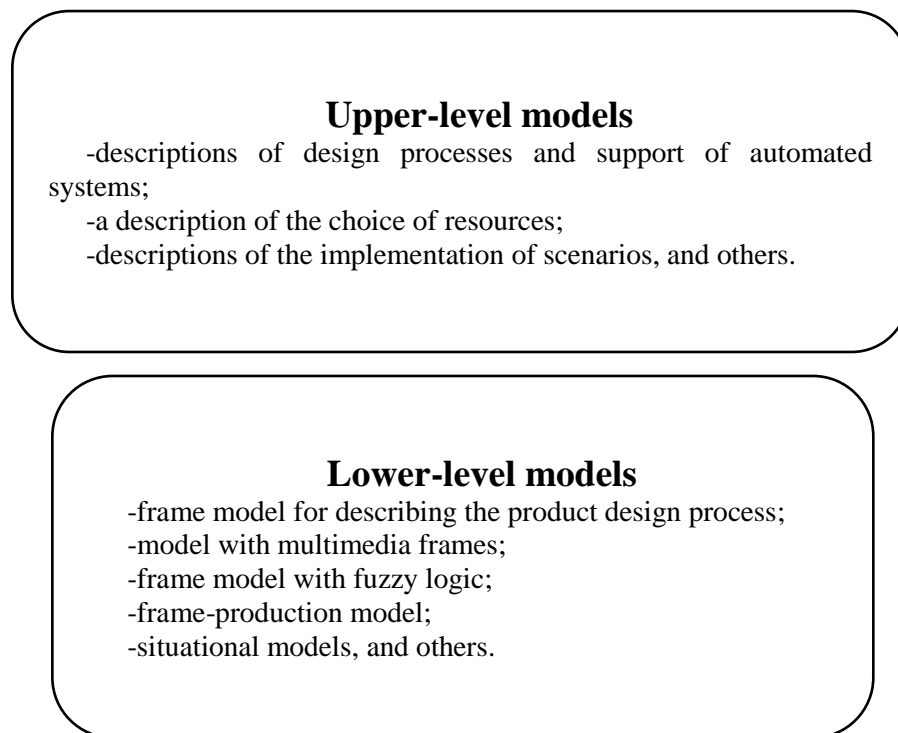 Upper-level models
-descriptions of design processes and support of automated
systems;
-a description of the choice of resources;
-descriptions of the implementation of scenarios, and others.
Lower-level models
-frame model for describing the product design process;
-model with multimedia frames;
-frame model with fuzzy logic;
-frame-production model;
-situational models, and others.